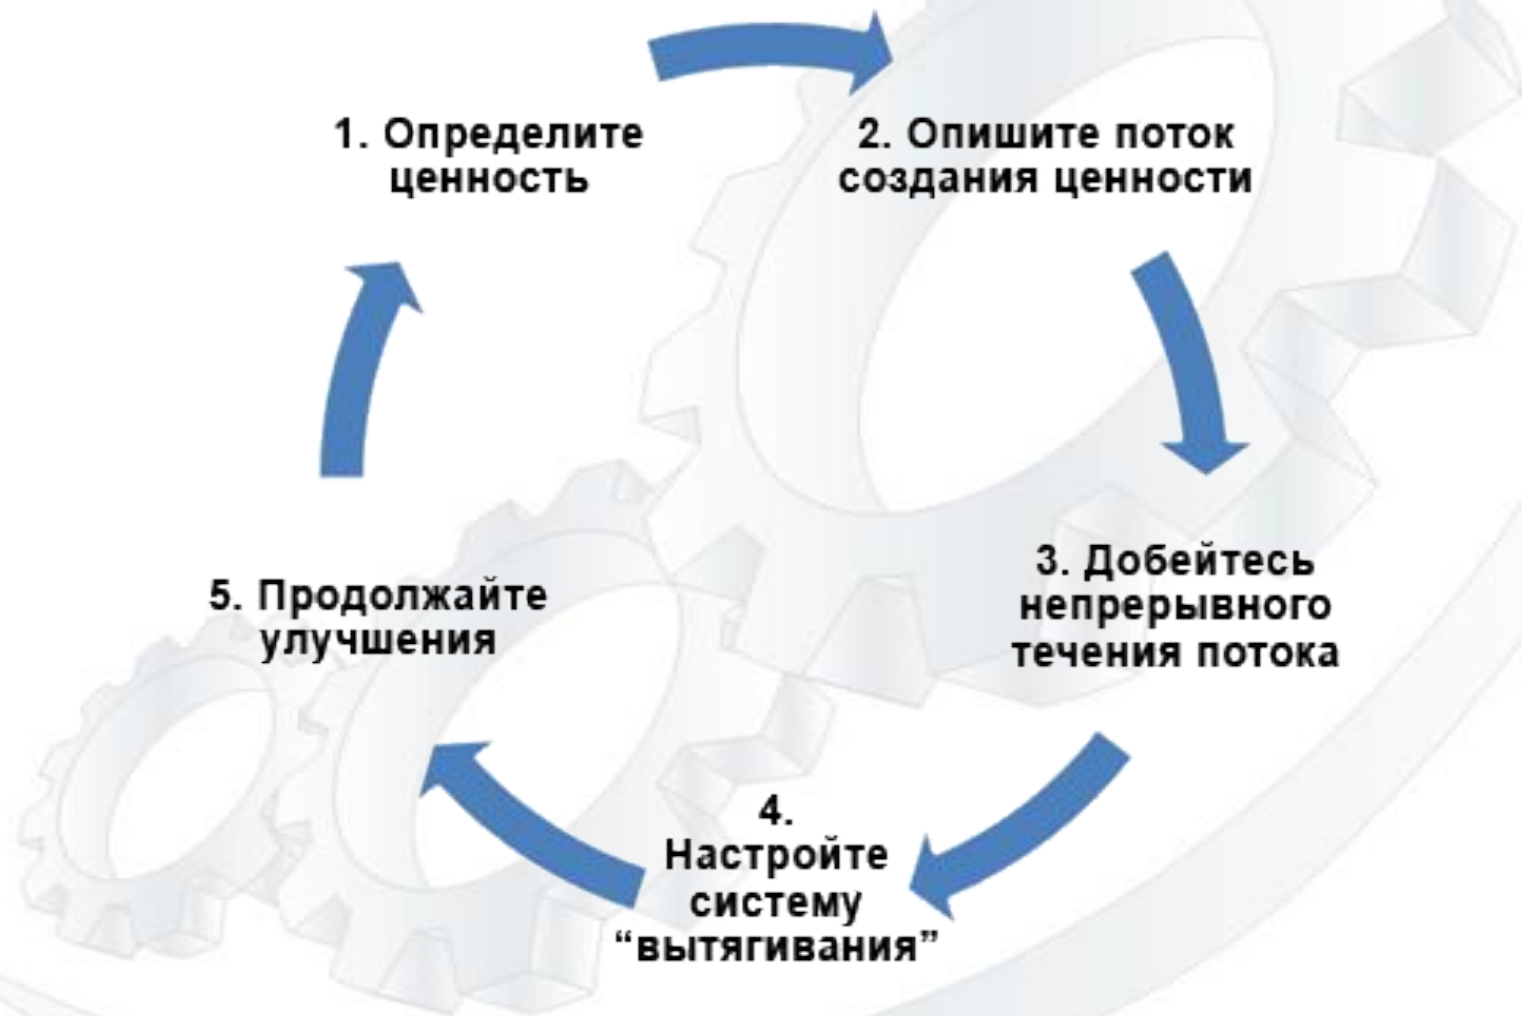 1. Определите
ценность
2. Опишите поток
создания ценности
3. Добейтесь
непрерывного
течения потока
4.
Настройте
систему
“вытягивания”
5. Продолжайте
улучшения